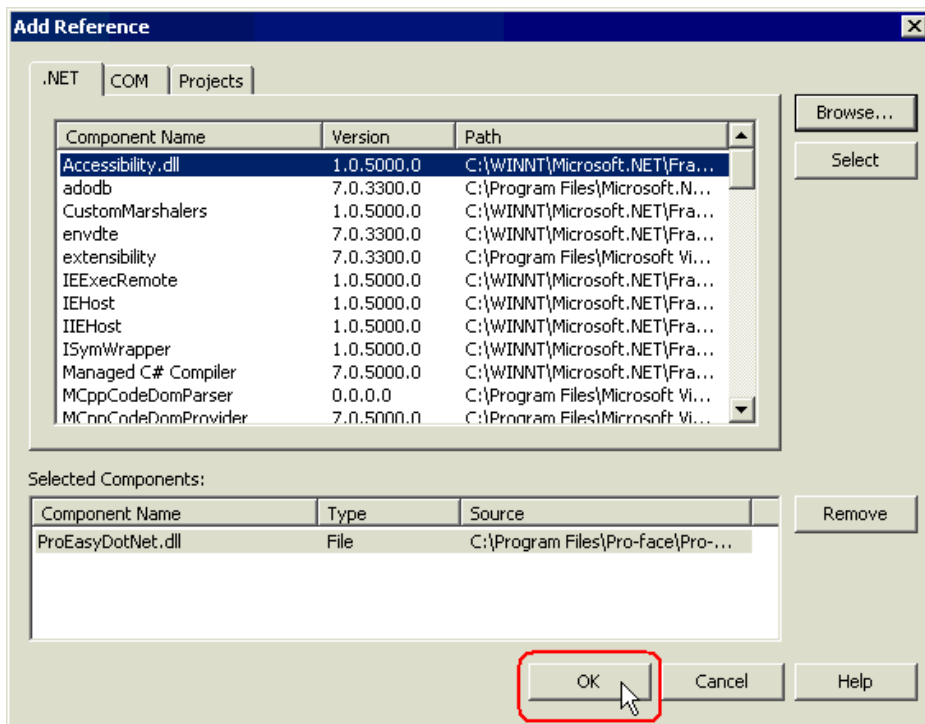 Add Reference
.NET COM Projects
Browse...
Select
Component Name Version Path
Accessibility.dll 1.0.5000.0 C:\WINNT\Microsoft.NET\Fra...
adodb 7.0.3300.0 C:\Program Files\Microsoft.N...
CustomMarshalers 1.0.5000.0 C:\WINNT\Microsoft.NET\Fra...
envdte 7.0.3300.0 C:\WINNT\Microsoft.NET\Fra...
extensibility 7.0.3300.0 C:\Program Files\Microsoft Vi...
IEExecRemote 1.0.5000.0 C:\WINNT\Microsoft.NET\Fra...
IEHost 1.0.5000.0 C:\WINNT\Microsoft.NET\Fra...
IIEHost 1.0.5000.0 C:\WINNT\Microsoft.NET\Fra...
ISymWrapper 1.0.5000.0 C:\WINNT\Microsoft.NET\Fra...
Managed C# Compiler 7.0.5000.0 C:\WINNT\Microsoft.NET\Fra...
MCppCodeDomParser 0.0.0.0 C:\Program Files\Microsoft Vi...
MCppCodeDomProvider 7.0.5000.0 C:\Program Files\Microsoft Vi...
Selected Components:
Component Name Type Source
Remove
ProEasyDotNet.dll File C:\Program Files\Pro-face\Pro-...
OK Cancel Help